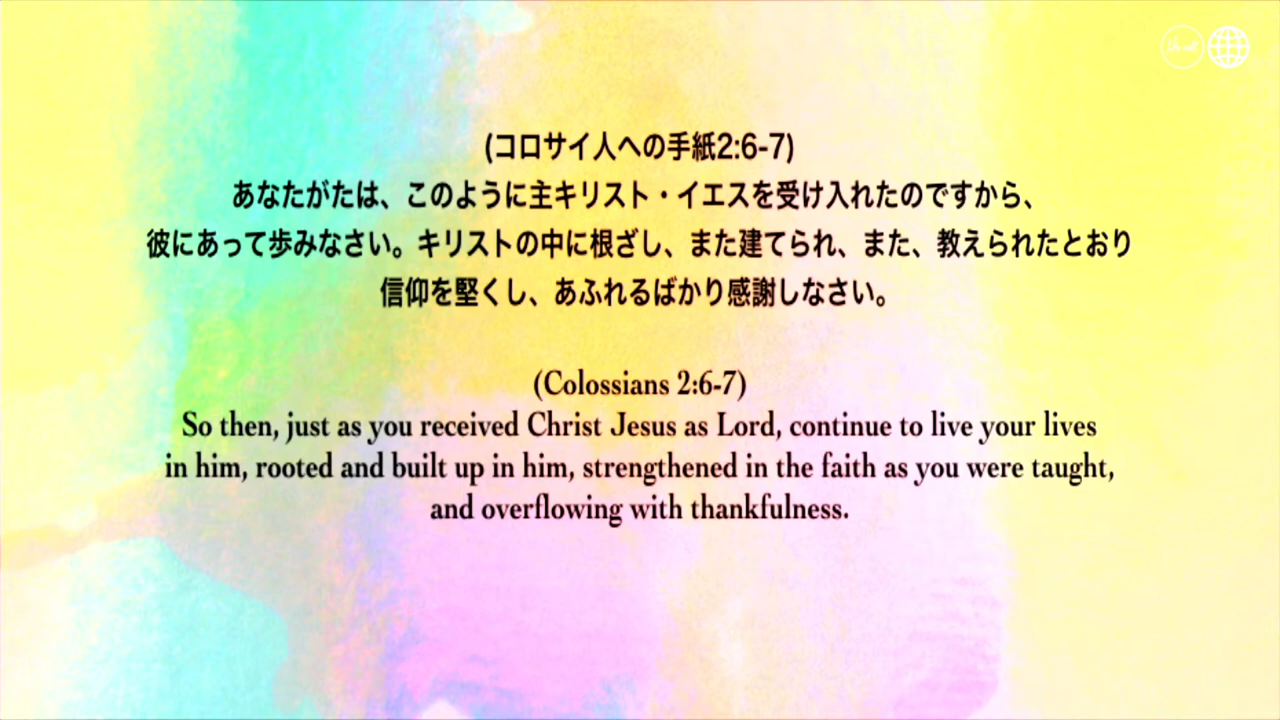 (コロサイ人への手紙2:6-7)
あなたがたは、このように主キリスト・イエスを受け入れたのですから、
彼にあって歩みなさい。キリストの中に根ざし、また建てられ、また、教えられたとおり
信仰を堅くし、あふれるばかり感謝しなさい。
(Colossians 2:6-7)
So then, just as you received Christ Jesus as Lord, continue to live your lives
in him, rooted and built up in him, strengthened in the faith as you were taught,
and overflowing with thankfulness.